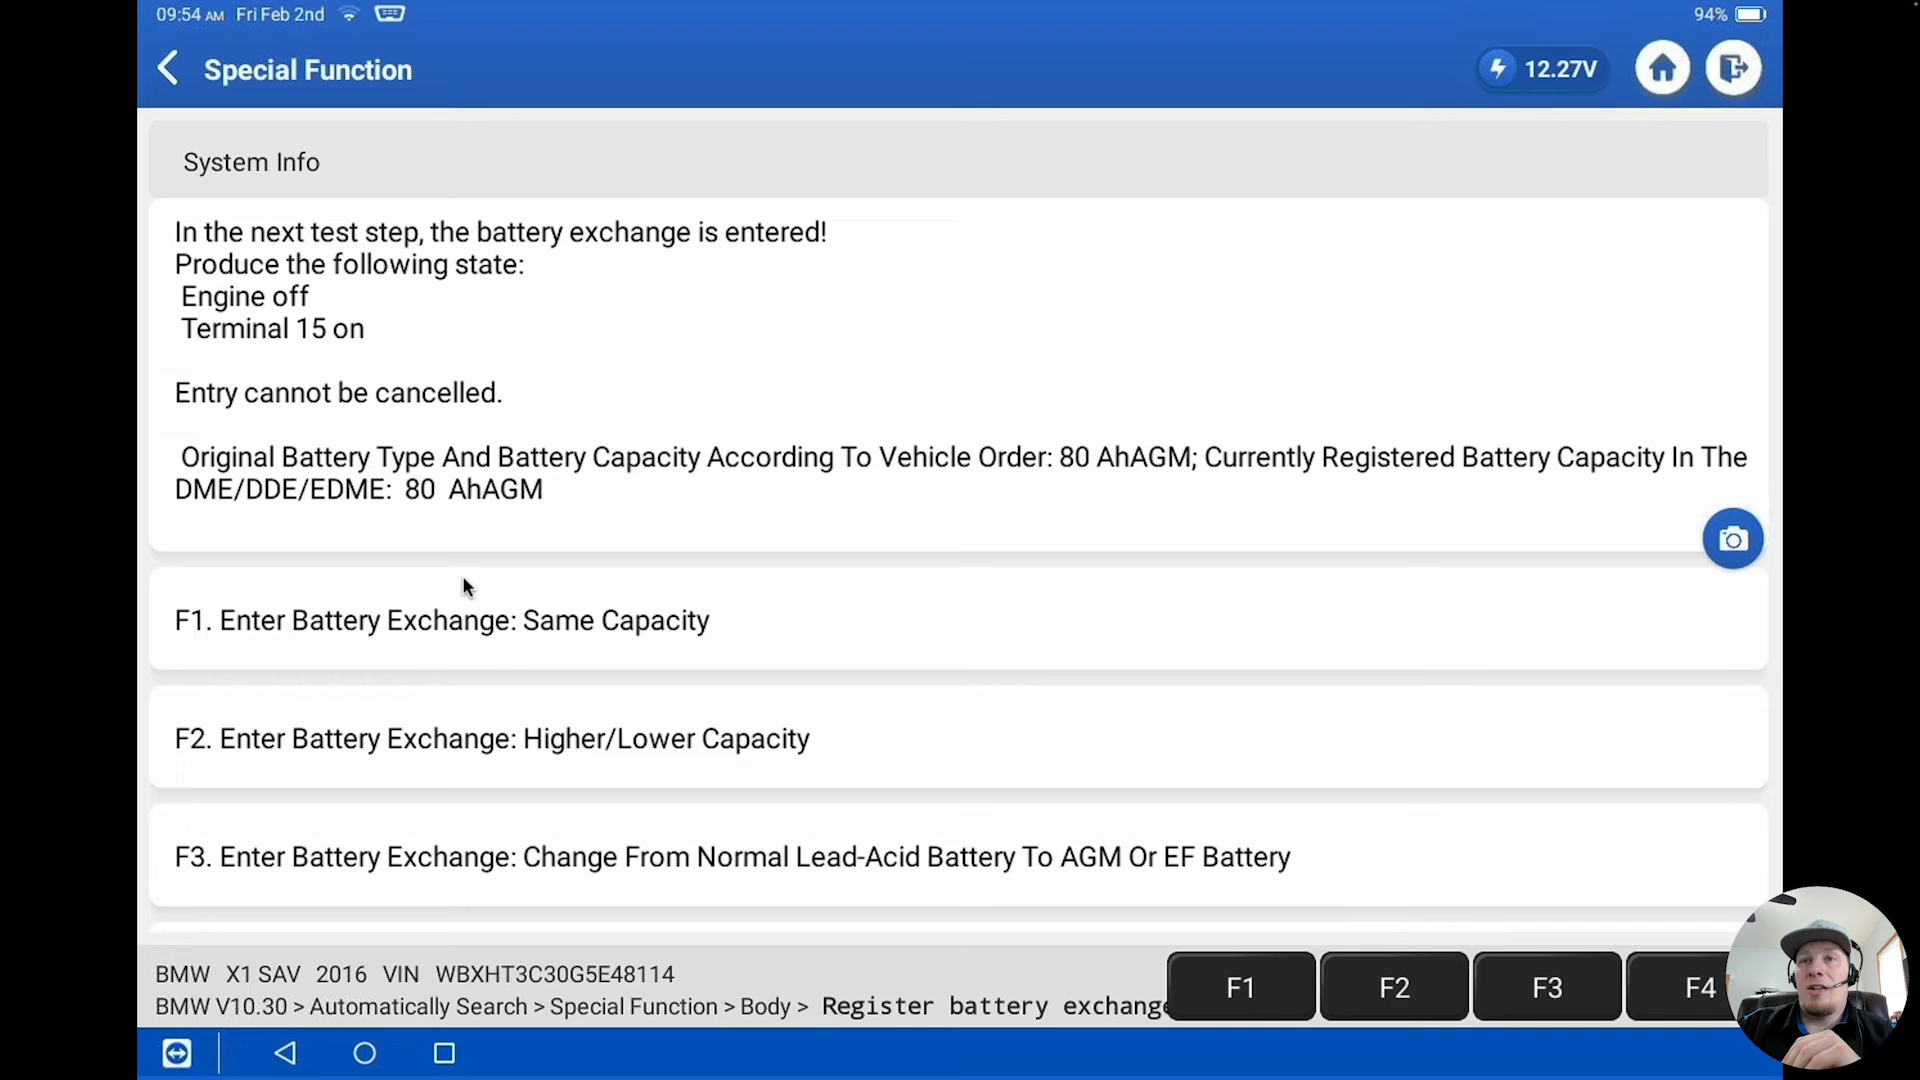 09:54 AM Fri Feb 2nd
94%
Special Function
12.27V
System Info
In the next test step, the battery exchange is entered!
Produce the following state:
Engine off
Terminal 15 on
Entry cannot be cancelled.
Original Battery Type And Battery Capacity According To Vehicle Order: 80 AhAGM; Currently Registered Battery Capacity In The
DME/DDE/EDME: 80 AhAGM
F1. Enter Battery Exchange: Same Capacity
F2. Enter Battery Exchange: Higher/Lower Capacity
F3. Enter Battery Exchange: Change From Normal Lead-Acid Battery To AGM Or EF Battery
BMW X1 SAV 2016 VIN WBXHT3C30G5E48114
BMW V10.30 > Automatically Search > Special Function > Body > Register battery exchange
F1 F2 F3 F4